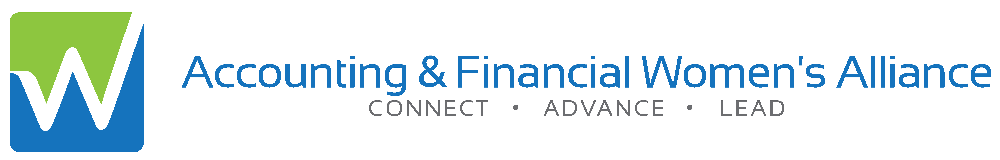 W
Accounting & Financial Women's Alliance
CONNECT • ADVANCE • LEAD